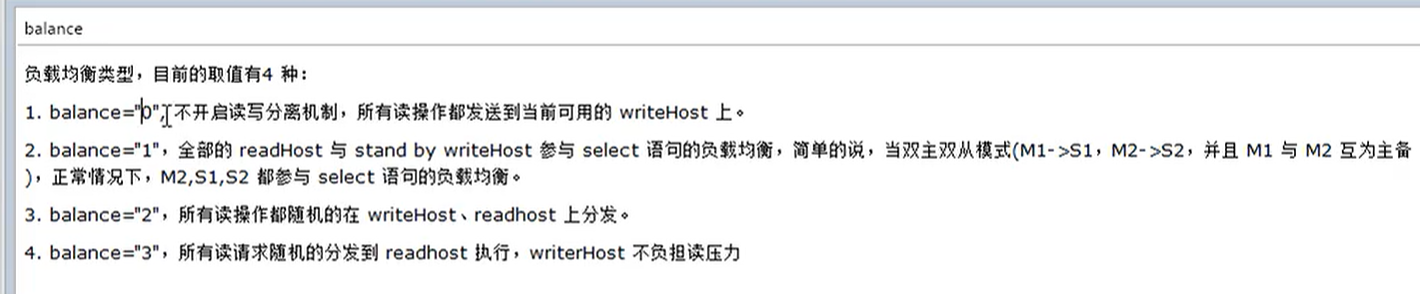 balance
负载均衡类型，目前的取值有4 种：
1. balance="0", 不开启读写分离机制，所有读操作都发送到当前可用的 writeHost 上。
2. balance="1"，全部的 readHost 与 stand by writeHost 参与 select 语句的负载均衡，简单的说，当双主双从模式(M1->S1，M2->S2，并且 M1 与 M2 互为主备
)，正常情况下，M2,S1,S2 都参与 select 语句的负载均衡。
3. balance="2"，所有读操作都随机的在 writeHost、readhost 上分发。
4. balance="3"，所有读请求随机的分发到 readhost 执行，writerHost 不负担读压力